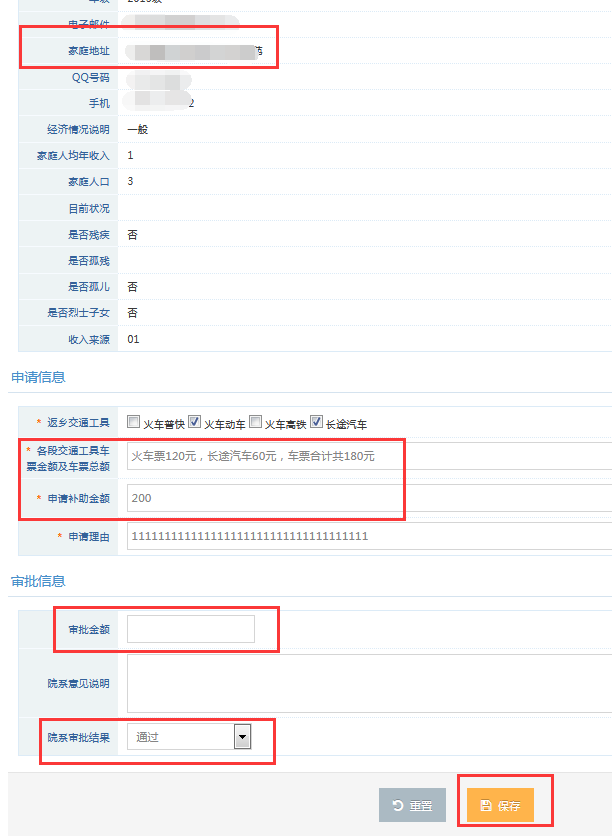 电子邮件
家庭地址
QQ号码
手机 2
经济情况说明 一般
家庭人均年收入 1
家庭人口 3
目前状况
是否残疾 否
是否孤残
是否孤儿 否
是否烈士子女 否
收入来源 01
申请信息
* 返乡交通工具 火车普快 火车动车 火车高铁 长途汽车
* 各段交通工具车
票金额及车票总额
火车票120元，长途汽车60元，车票合计共180元
* 申请补助金额 200
* 申请理由
审批信息
审批金额
院系意见说明
院系审批结果 通过
重置 保存